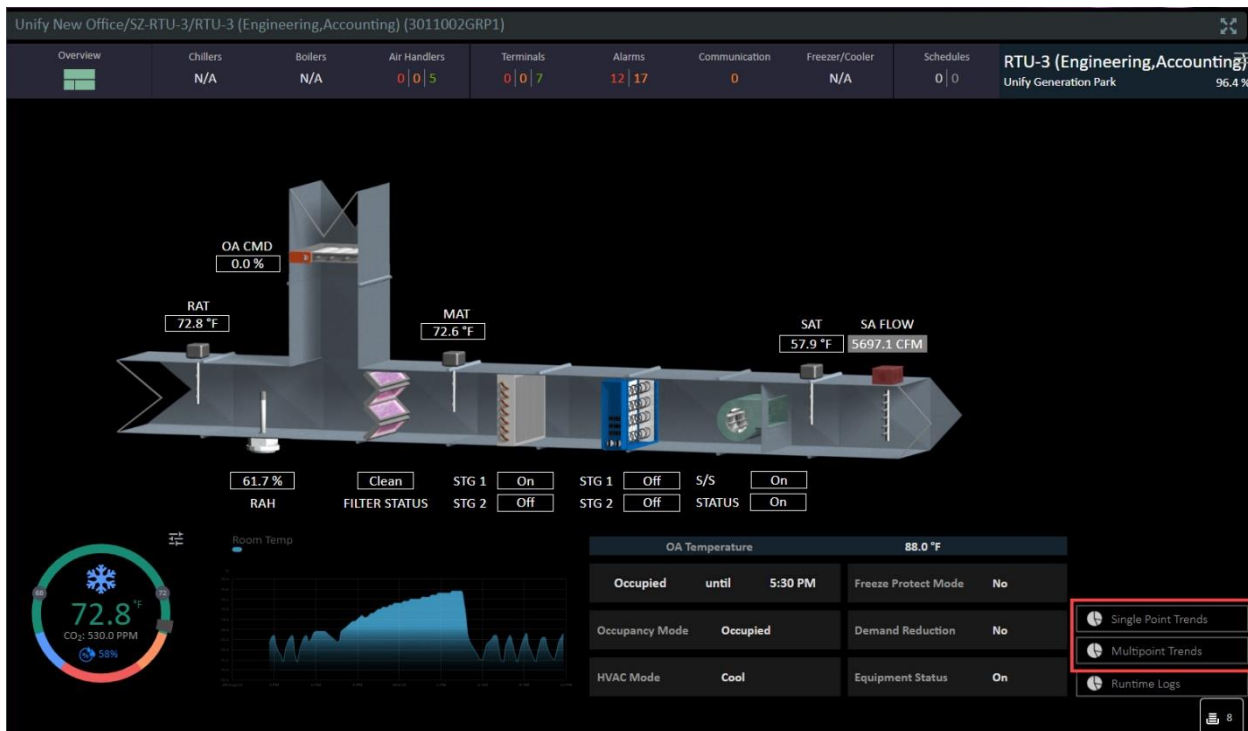 Unify New Office/SZ-RTU-3/RTU-3 (Engineering,Accounting) (3011002GRP1)
Overview
Chillers
N/A
Boilers
N/A
Air Handlers
0|0|5
Terminals
0|0|7
Alarms
12|17
Communication
0
Freezer/Cooler
N/A
Schedules
0|0
RTU-3 (Engineering,Accounting)
Unify Generation Park 96.4 %
OA CMD
0.0 %
RAT
72.8 °F
MAT
72.6 °F
SAT
57.9 °F
SA FLOW
5697.1 CFM
61.7 %
RAH
Clean
FILTER STATUS
STG 1 On
STG 2 Off
STG 1 Off
STG 2 Off
S/S On
STATUS On
68
72
72.8 °F
CO₂: 530.0 PPM
58%
Room Temp
OA Temperature 88.0 °F
Occupied until 5:30 PM
Freeze Protect Mode No
Occupancy Mode Occupied
Demand Reduction No
HVAC Mode Cool
Equipment Status On
Single Point Trends
Multipoint Trends
Runtime Logs
8